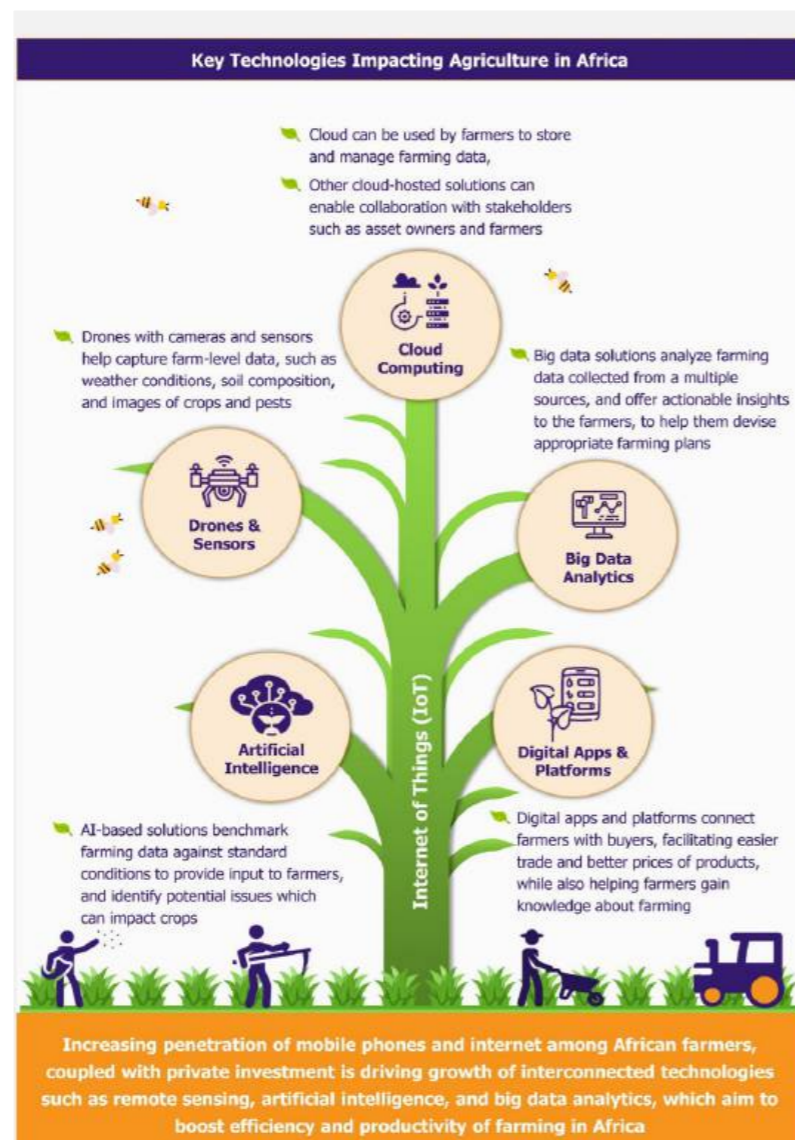 Key Technologies Impacting Agriculture in Africa
Cloud can be used by farmers to store
and manage farming data,
Other cloud-hosted solutions can
enable collaboration with stakeholders
such as asset owners and farmers
Cloud
Computing
Drones with cameras and sensors
help capture farm-level data, such as
weather conditions, soil composition,
and images of crops and pests
Big data solutions analyze farming
data collected from a multiple
sources, and offer actionable insights
to the farmers, to help them devise
appropriate farming plans
Drones &
Sensors
Big Data
Analytics
Internet of Things (IoT)
Artificial
Intelligence
Digital Apps &
Platforms
AI-based solutions benchmark
farming data against standard
conditions to provide input to farmers,
and identify potential issues which
can impact crops
Digital apps and platforms connect
farmers with buyers, facilitating easier
trade and better prices of products,
while also helping farmers gain
knowledge about farming
Increasing penetration of mobile phones and internet among African farmers,
coupled with private investment is driving growth of interconnected technologies
such as remote sensing, artificial intelligence, and big data analytics, which aim to
boost efficiency and productivity of farming in Africa